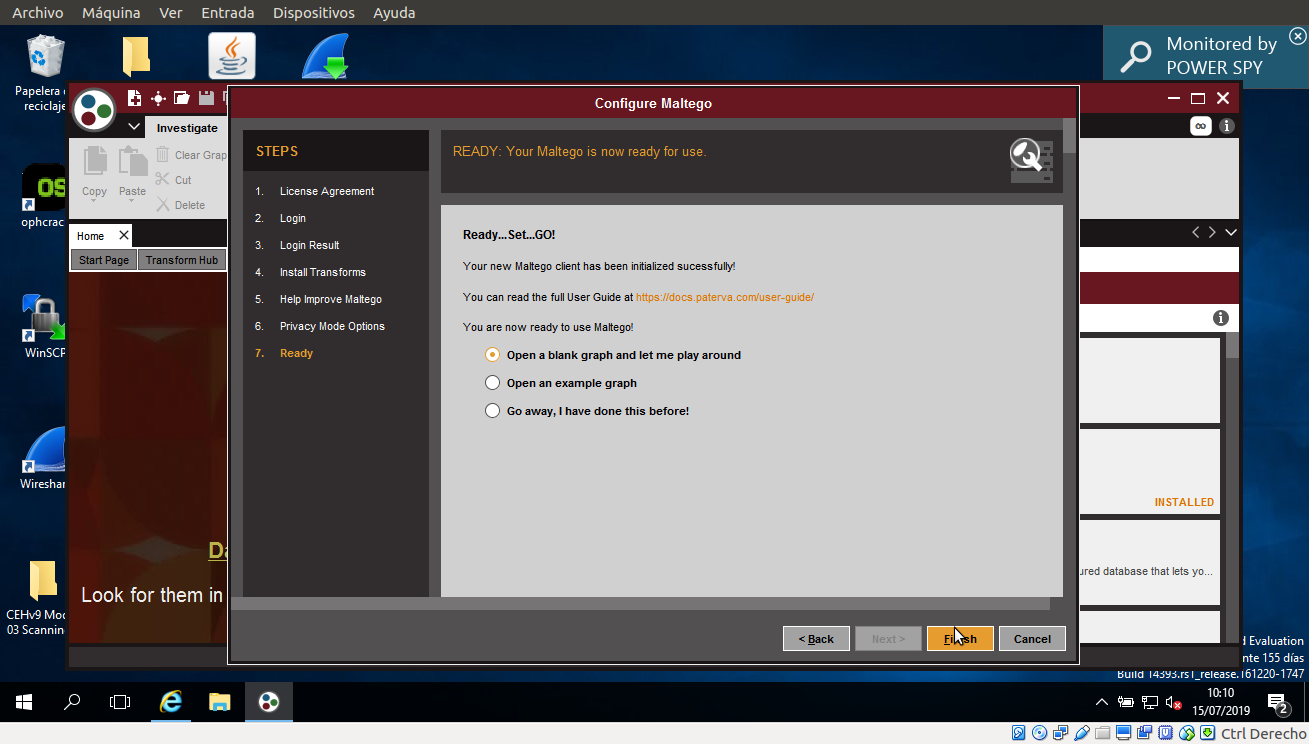 Archivo Máquina Ver Entrada Dispositivos Ayuda
Monitored by
POWER SPY
Papelera
reciclaje
ophcrac
WinSCP
Wireshar
CEHv9 Mod
03 Scannin
Investigate
Copy
Paste
Clear Grap
Cut
Delete
Home
Start Page
Transform Hub
Da
Look for them in
Configure Maltego
STEPS
1. License Agreement
2. Login
3. Login Result
4. Install Transforms
5. Help Improve Maltego
6. Privacy Mode Options
7. Ready
READY: Your Maltego is now ready for use.
Ready...Set...GO!
Your new Maltego client has been initialized sucessfully!
You can read the full User Guide at https://docs.paterva.com/user-guide/
You are now ready to use Maltego!
Open a blank graph and let me play around
Open an example graph
Go away, I have done this before!
< Back
Next >
Finish
Cancel
INSTALLED
ured database that lets yo...
Evaluation
nte 155 días
Build 14393.rs1_release.161220-1747
10:10
15/07/2019
2
Ctrl Derecho